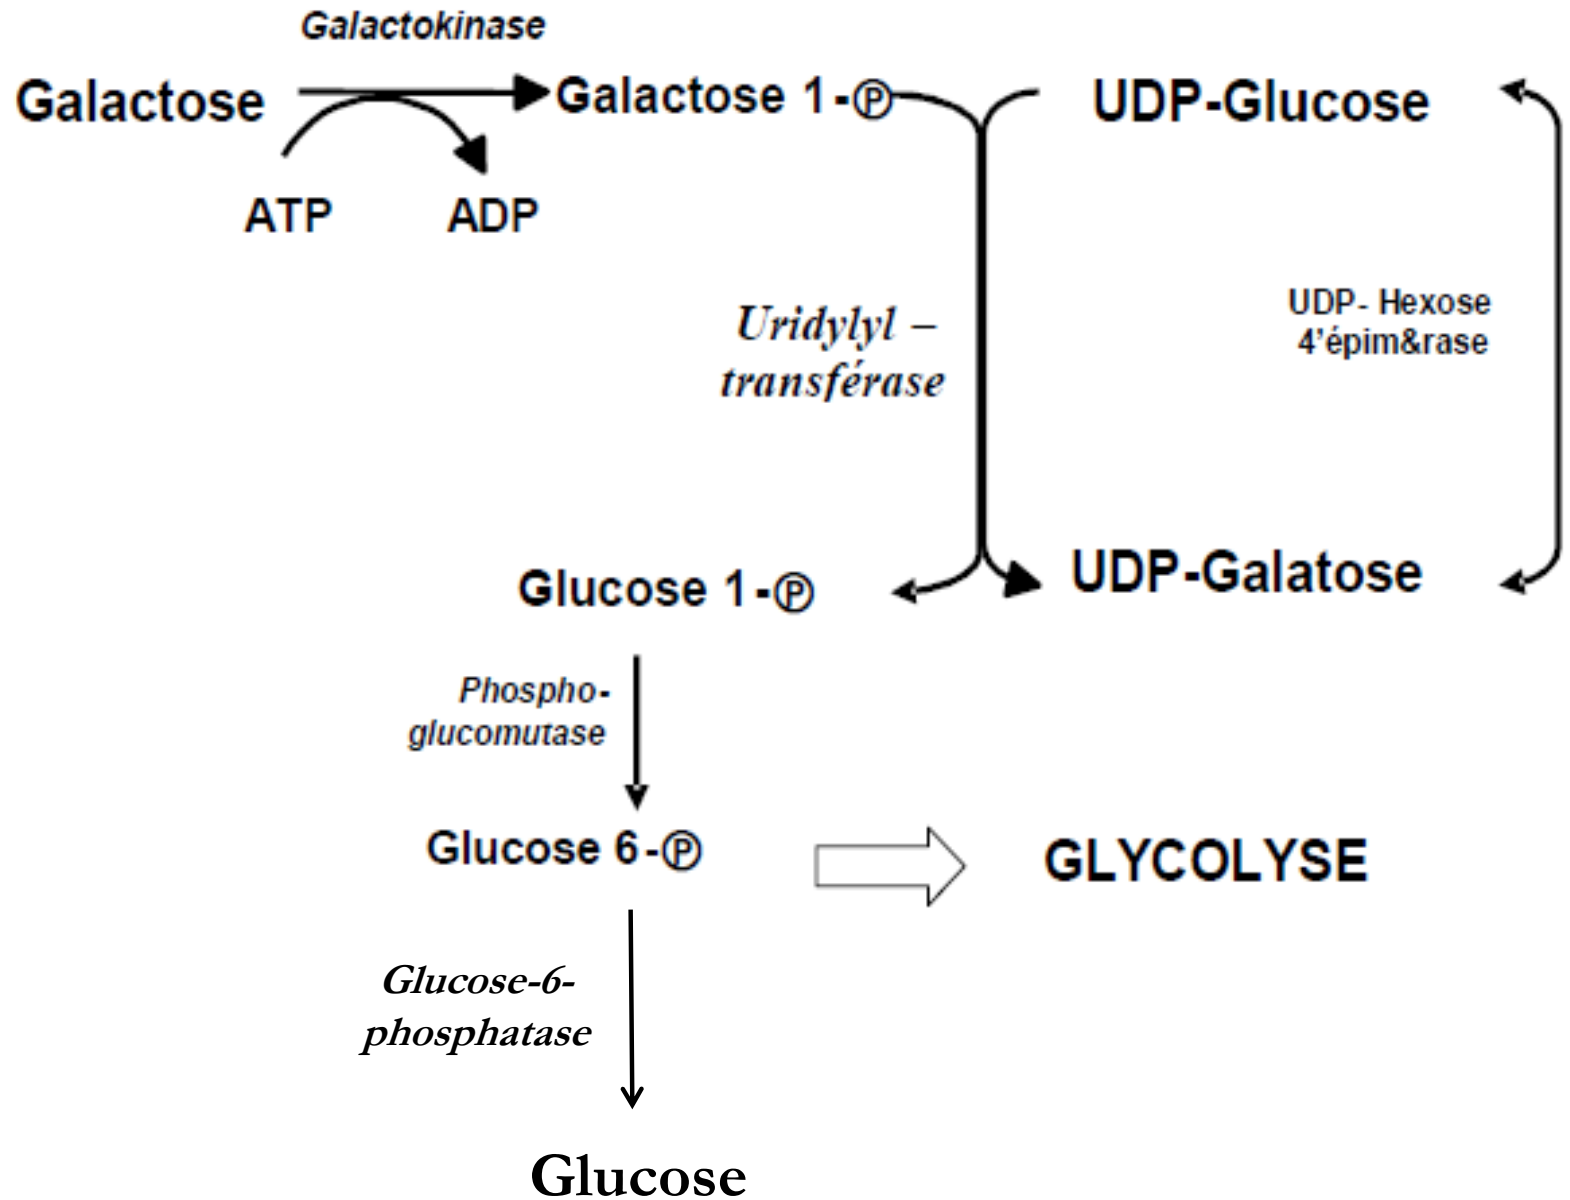 Galactokinase
Galactose
Galactose 1-Ⓟ
UDP-Glucose
ATP
ADP
Uridylyl –
transférase
UDP- Hexose
4'épim&rase
Glucose 1-Ⓟ
UDP-Galatose
Phospho-
glucomutase
Glucose 6-Ⓟ
GLYCOLYSE
Glucose-6-
phosphatase
Glucose